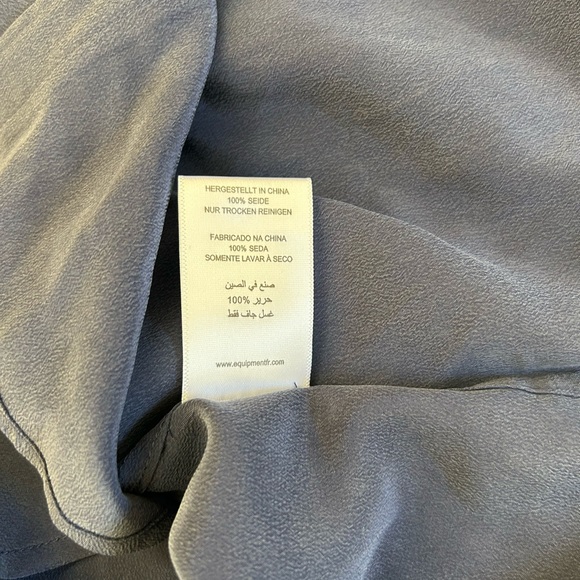 HERGESTELLT IN CHINA
100% SEIDE
NUR TROCKEN REINIGEN
FABRICADO NA CHINA
100% SEDA
SOMENTE LAVAR À SECO
صنع في الصين
حرير 100%
غسل جاف فقط
www.equipmentfr.com